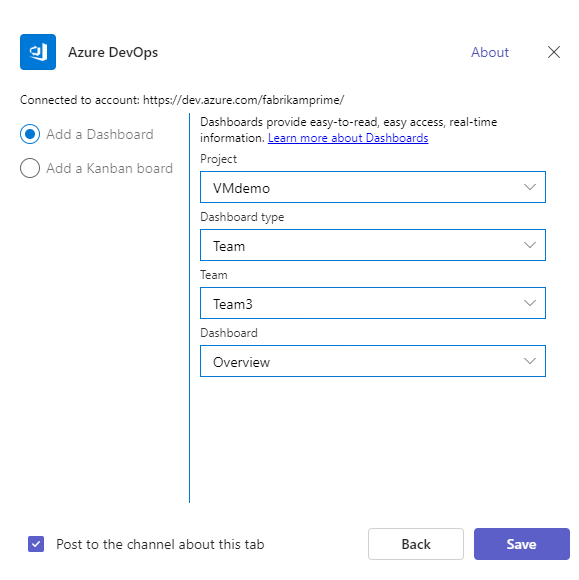 Azure DevOps
About
Connected to account: https://dev.azure.com/fabrikamprime/
Add a Dashboard
Add a Kanban board
Dashboards provide easy-to-read, easy access, real-time
information. Learn more about Dashboards
Project
VMdemo
Dashboard type
Team
Team
Team3
Dashboard
Overview
Post to the channel about this tab
Back
Save